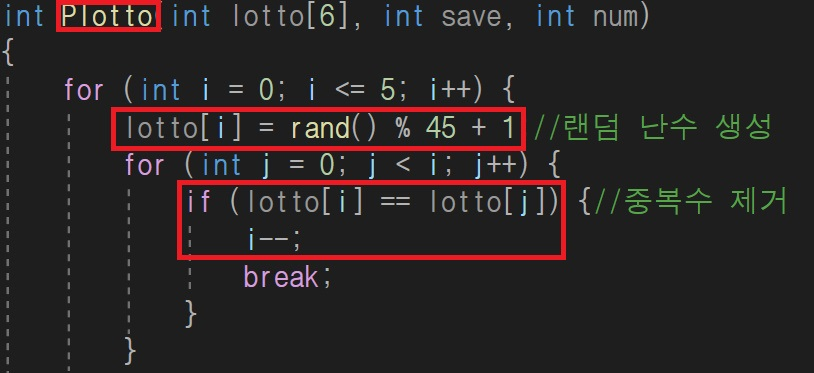 int Plotto(int lotto[6], int save, int num)
{
for (int i = 0; i <= 5; i++) {
lotto[i] = rand() % 45 + 1 //랜덤 난수 생성
for (int j = 0; j < i; j++) {
if (lotto[i] == lotto[j]) {//중복수 제거
i--;
break;
}
}